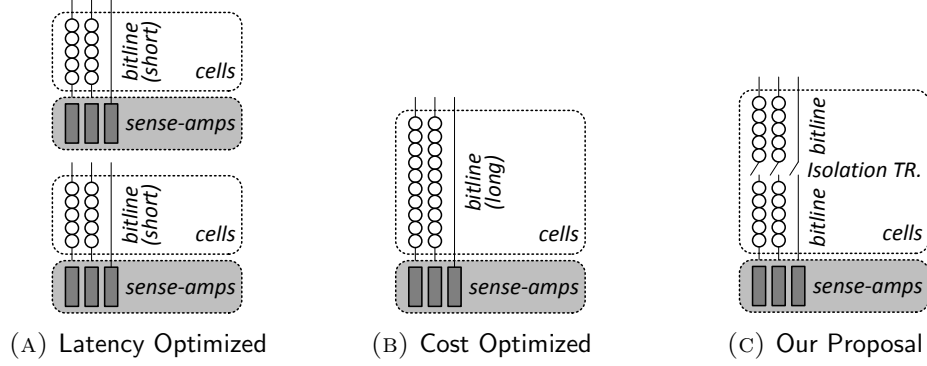 bitline
(short)
cells
sense-amps
bitline
(short)
cells
sense-amps
(A) Latency Optimized
bitline
(long)
cells
sense-amps
(B) Cost Optimized
bitline
Isolation TR.
bitline
cells
sense-amps
(C) Our Proposal